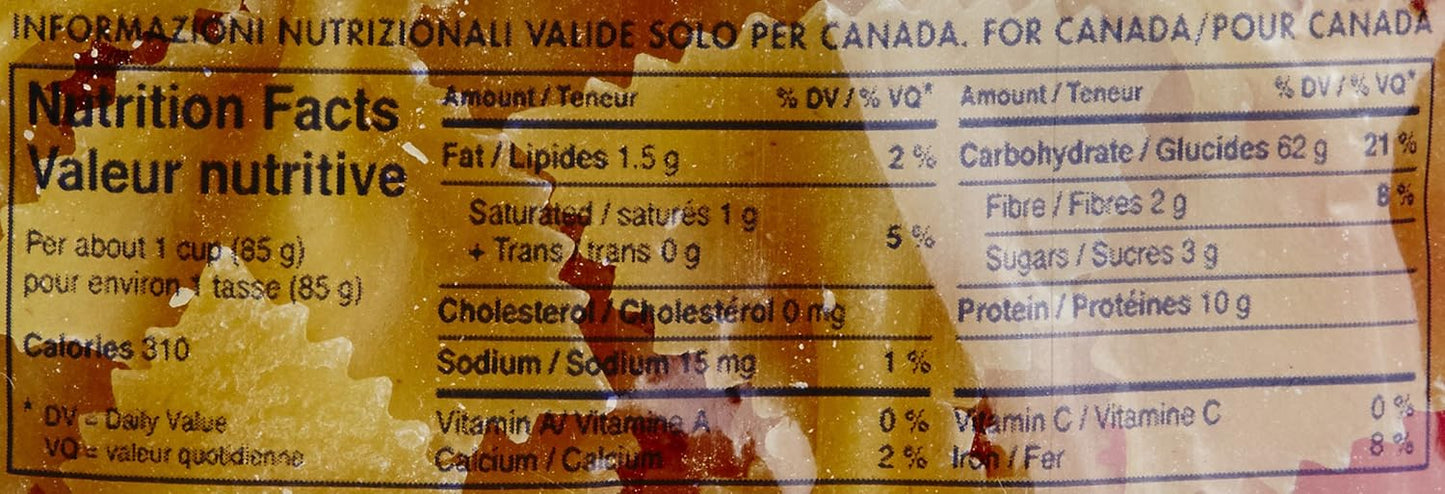 INFORMAZIONI NUTRIZIONALI VALIDE SOLO PER CANADA. FOR CANADA/POUR CANADA
Nutrition Facts
Valeur nutritive
Per about 1 cup (85 g)
pour environ 1 tasse (85 g)
Calories 310
* DV = Daily Value
VQ = valeur quotidienne
Amount / Teneur % DV / % VQ*
Fat / Lipides 1.5 g 2 %
Saturated / saturés 1 g
+ Trans / trans 0 g 5 %
Cholesterol / Cholestérol 0 mg
Sodium / Sodium 15 mg 1 %
Vitamin A/ Vitamine A 0 %
Calcium / Calcium 2 %
Amount / Teneur % DV / % VQ*
Carbohydrate / Glucides 62 g 21 %
Fibre / Fibres 2 g 8 %
Sugars / Sucres 3 g
Protein / Protéines 10 g
Vitamin C / Vitamine C 0 %
Iron / Fer 8 %